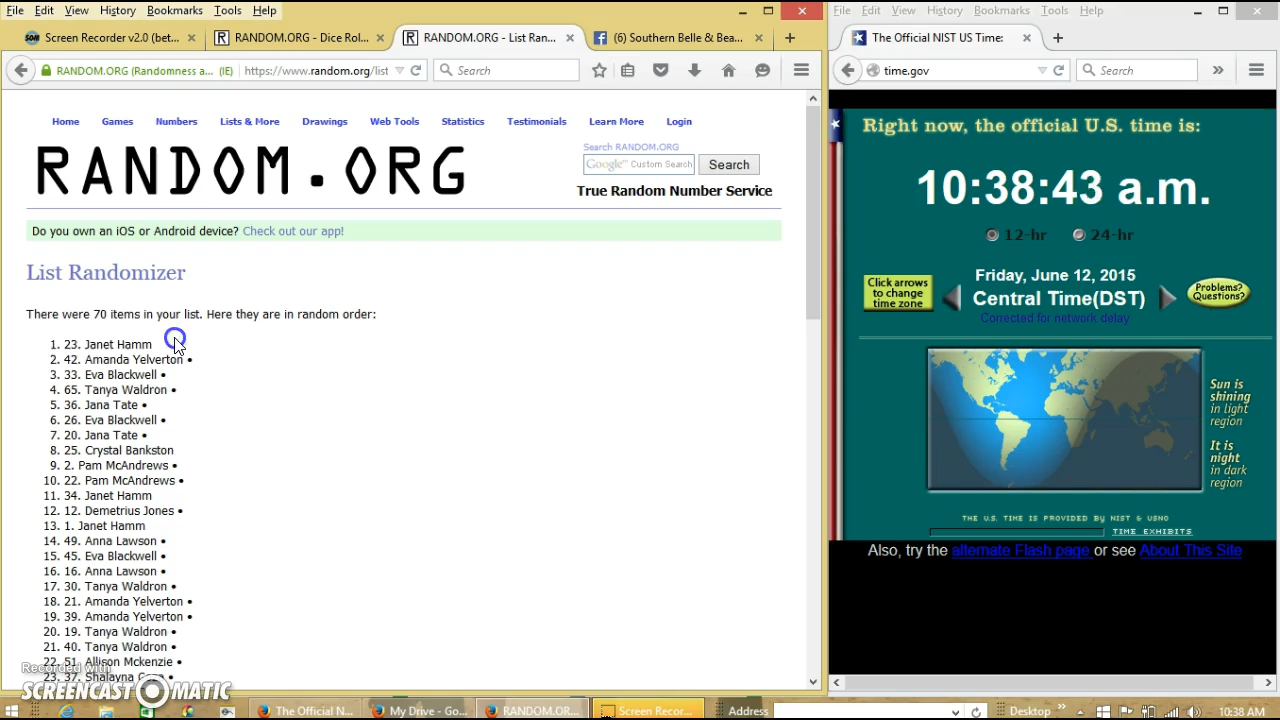 File Edit View History Bookmarks Tools Help
Screen Recorder v2.0 (bet... × RANDOM.ORG - Dice Rol... × RANDOM.ORG - List Ran... × (6) Southern Belle & Bea... ×
RANDOM.ORG (Randomness a... (IE) https://www.random.org/list Search
Home Games Numbers Lists & More Drawings Web Tools Statistics Testimonials Learn More Login
RANDOM.ORG
Search RANDOM.ORG
Google™ Custom Search Search
True Random Number Service
Do you own an iOS or Android device? Check out our app!
List Randomizer
There were 70 items in your list. Here they are in random order:
1. 23. Janet Hamm
2. 42. Amanda Yelverton •
3. 33. Eva Blackwell •
4. 65. Tanya Waldron •
5. 36. Jana Tate •
6. 26. Eva Blackwell •
7. 20. Jana Tate •
8. 25. Crystal Bankston
9. 2. Pam McAndrews •
10. 22. Pam McAndrews •
11. 34. Janet Hamm
12. 12. Demetrius Jones •
13. 1. Janet Hamm
14. 49. Anna Lawson •
15. 45. Eva Blackwell •
16. 16. Anna Lawson •
17. 30. Tanya Waldron •
18. 21. Amanda Yelverton •
19. 39. Amanda Yelverton •
20. 19. Tanya Waldron •
21. 40. Tanya Waldron •
22. 51. Allison Mckenzie •
23. 37. Shalayna
Recorded with
SCREENCAST-O-MATIC
File Edit View History Bookmarks Tools Help
The Official NIST US Time: ×
time.gov Search
Right now, the official U.S. time is:
10:38:43 a.m.
12-hr 24-hr
Click arrows
to change
time zone
Friday, June 12, 2015
Central Time(DST)
Corrected for network delay
Problems?
Questions?
Sun is
shining
in light
region
It is
night
in dark
region
THE U.S. TIME IS PROVIDED BY NIST & USNO
TIME EXHIBITS
Also, try the alternate Flash page or see About This Site
The Official N... My Drive - Go... RANDOM.OR... Screen Recor... Address Desktop 10:38 AM